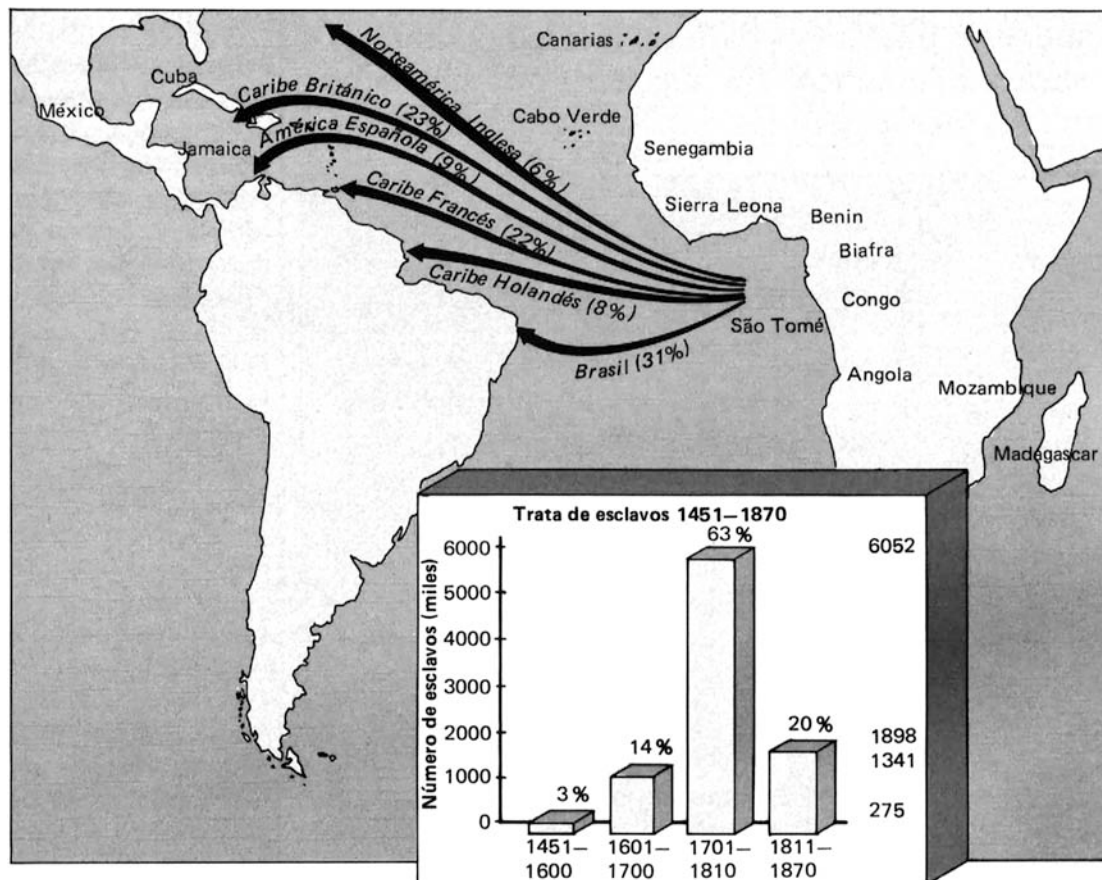 Canarias
Norteamérica Inglesa (6%)
Cuba
Caribe Británico (23%)
México
Cabo Verde
América Española (9%)
Jamaica
Senegambia
Caribe Francés (22%)
Sierra Leona
Benin
Biafra
Caribe Holandés (8%)
Congo
São Tomé
Brasil (31%)
Angola
Mozambique
Madagascar
Trata de esclavos 1451—1870
Número de esclavos (miles)
6000
5000
4000
3000
2000
1000
0
3 %
14 %
63 %
20 %
6052
1898
1341
275
1451—
1600
1601—
1700
1701—
1810
1811—
1870